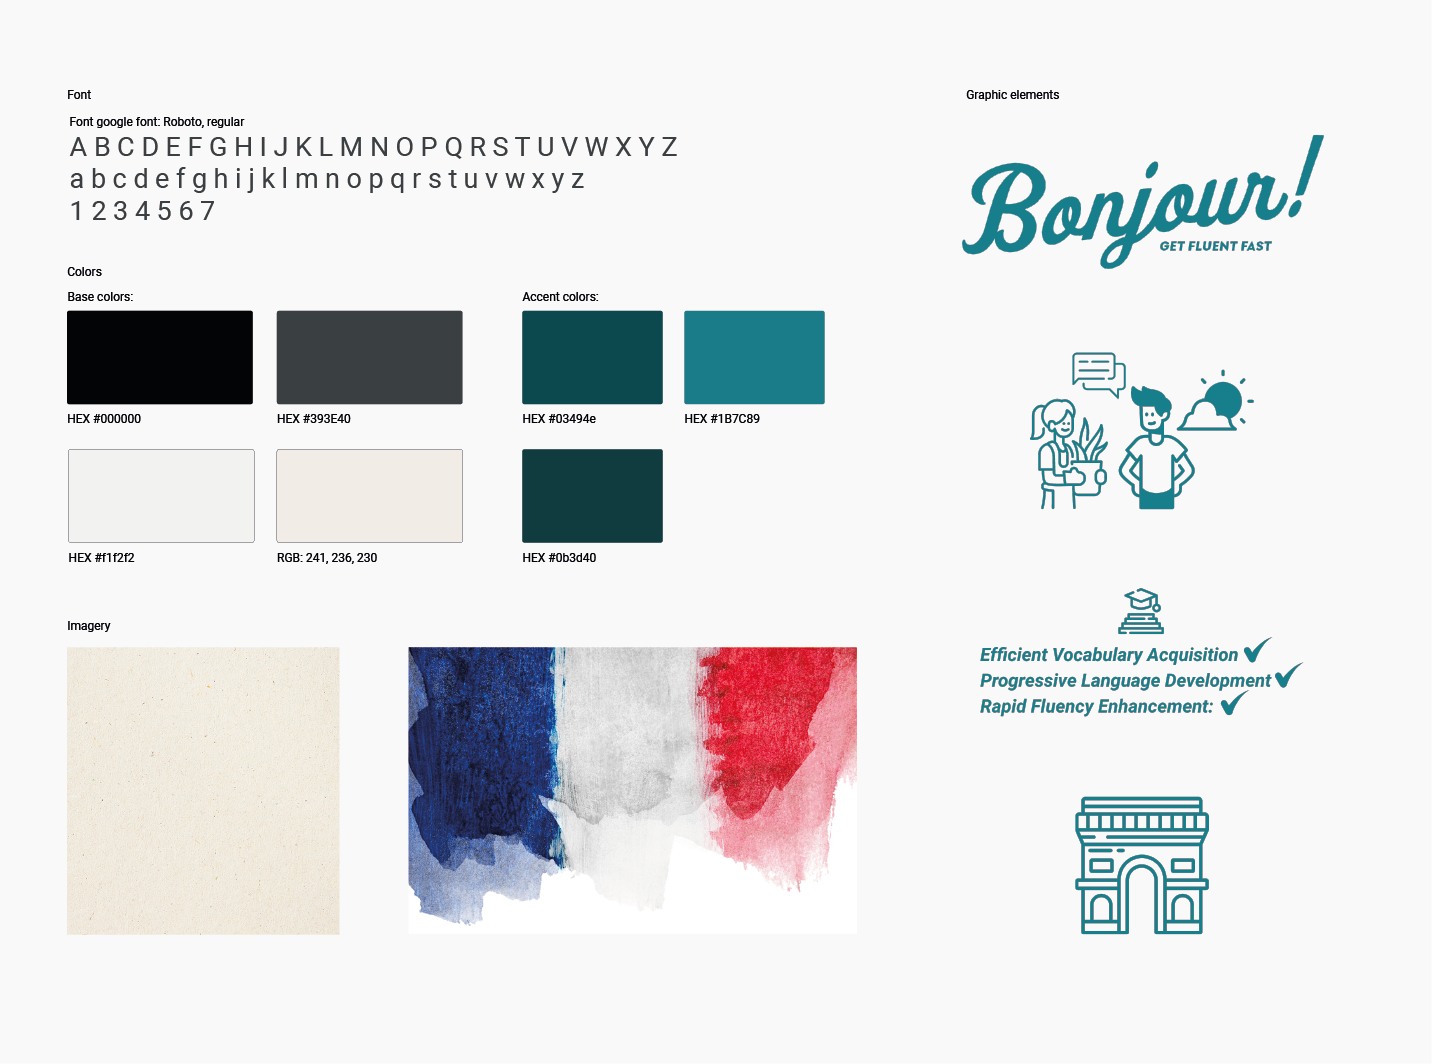 Font
Font google font: Roboto, regular
A B C D E F G H I J K L M N O P Q R S T U V W X Y Z
a b c d e f g h i j k l m n o p q r s t u v w x y z
1 2 3 4 5 6 7
Colors
Base colors:
HEX #000000
HEX #393E40
HEX #f1f2f2
RGB: 241, 236, 230
Accent colors:
HEX #03494e
HEX #1B7C89
HEX #0b3d40
Imagery
Graphic elements
Bonjour!
GET FLUENT FAST
Efficient Vocabulary Acquisition
Progressive Language Development
Rapid Fluency Enhancement: